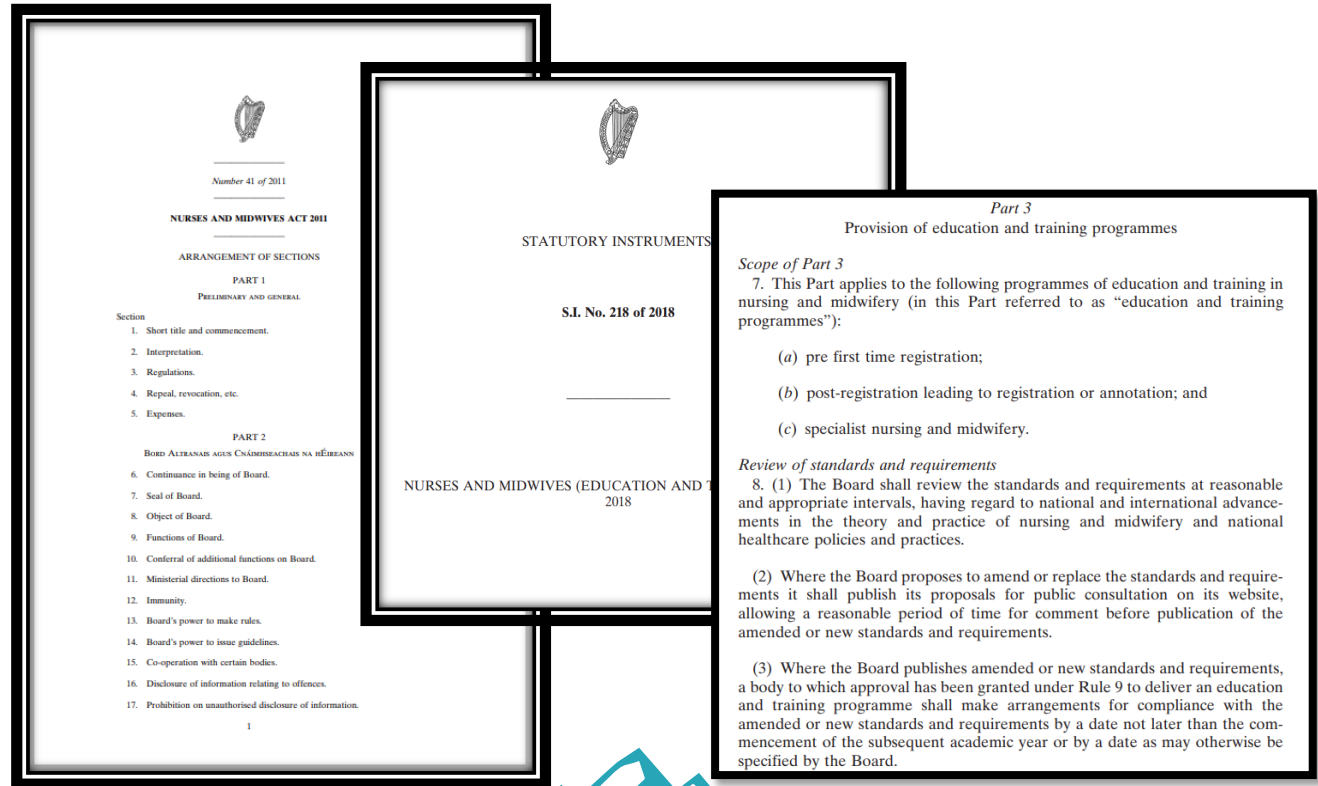 Number 41 of 2011
NURSES AND MIDWIVES ACT 2011
ARRANGEMENT OF SECTIONS
PART 1
Preliminary and general
Section
1. Short title and commencement.
2. Interpretation.
3. Regulations.
4. Repeal, revocation, etc.
5. Expenses.
PART 2
Bord Altranais agus Cnáimhseachais na hÉireann
6. Continuance in being of Board.
7. Seal of Board.
8. Object of Board.
9. Functions of Board.
10. Conferral of additional functions on Board.
11. Ministerial directions to Board.
12. Immunity.
13. Board's power to make rules.
14. Board's power to issue guidelines.
15. Co-operation with certain bodies.
16. Disclosure of information relating to offences.
17. Prohibition on unauthorised disclosure of information.
1
STATUTORY INSTRUMENTS
S.I. No. 218 of 2018
NURSES AND MIDWIVES (EDUCATION AND
2018
Part 3
Provision of education and training programmes
Scope of Part 3
7. This Part applies to the following programmes of education and training in
nursing and midwifery (in this Part referred to as “education and training
programmes”):
(a) pre first time registration;
(b) post-registration leading to registration or annotation; and
(c) specialist nursing and midwifery.
Review of standards and requirements
8. (1) The Board shall review the standards and requirements at reasonable
and appropriate intervals, having regard to national and international advance-
ments in the theory and practice of nursing and midwifery and national
healthcare policies and practices.
(2) Where the Board proposes to amend or replace the standards and require-
ments it shall publish its proposals for public consultation on its website,
allowing a reasonable period of time for comment before publication of the
amended or new standards and requirements.
(3) Where the Board publishes amended or new standards and requirements,
a body to which approval has been granted under Rule 9 to deliver an education
and training programme shall make arrangements for compliance with the
amended or new standards and requirements by a date not later than the com-
mencement of the subsequent academic year or by a date as may otherwise be
specified by the Board.